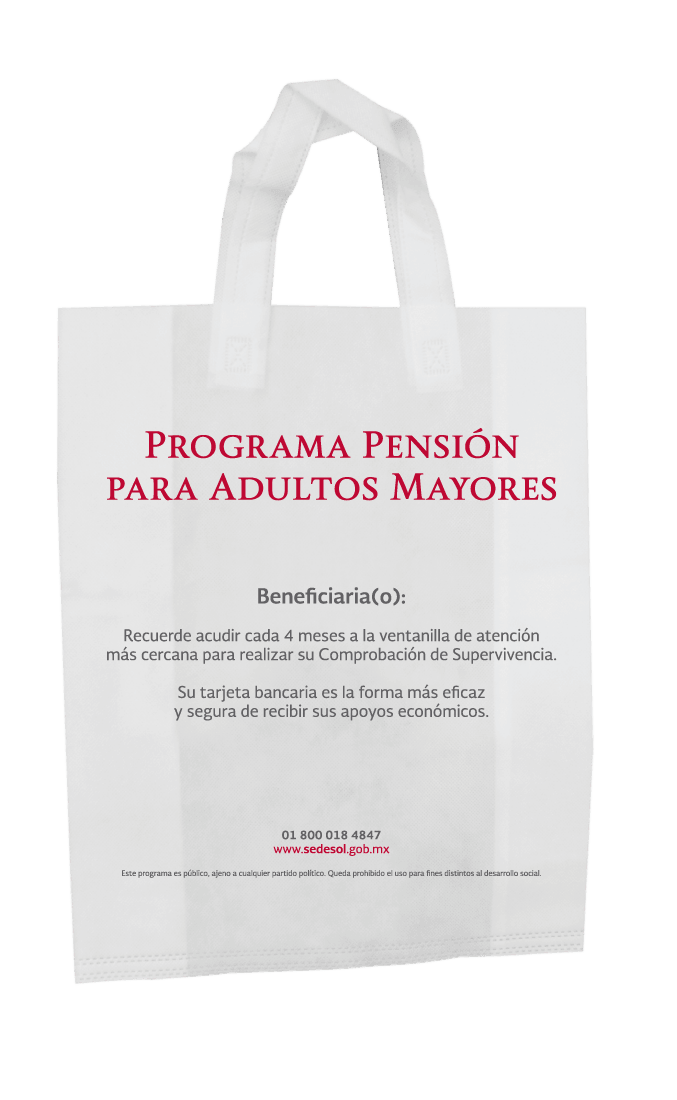 PROGRAMA PENSIÓN
PARA ADULTOS MAYORES
Beneficiaria(o):
Recuerde acudir cada 4 meses a la ventanilla de atención
más cercana para realizar su Comprobación de Supervivencia.
Su tarjeta bancaria es la forma más eficaz
y segura de recibir sus apoyos económicos.
01 800 018 4847
www.sedesol.gob.mx
Este programa es público, ajeno a cualquier partido político. Queda prohibido el uso para fines distintos al desarrollo social.